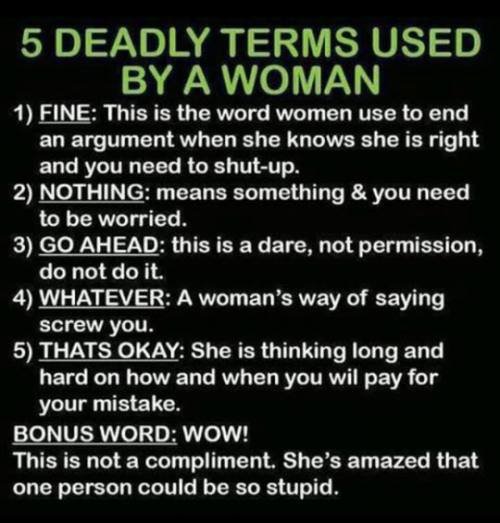 5 DEADLY TERMS USED
BY A WOMAN
1) FINE: This is the word women use to end
an argument when she knows she is right
and you need to shut-up.
2) NOTHING: means something & you need
to be worried.
3) GO AHEAD: this is a dare, not permission,
do not do it.
4) WHATEVER: A woman's way of saying
screw you.
5) THATS OKAY: She is thinking long and
hard on how and when you wil pay for
your mistake.
BONUS WORD: WOW!
This is not a compliment. She's amazed that
one person could be so stupid.